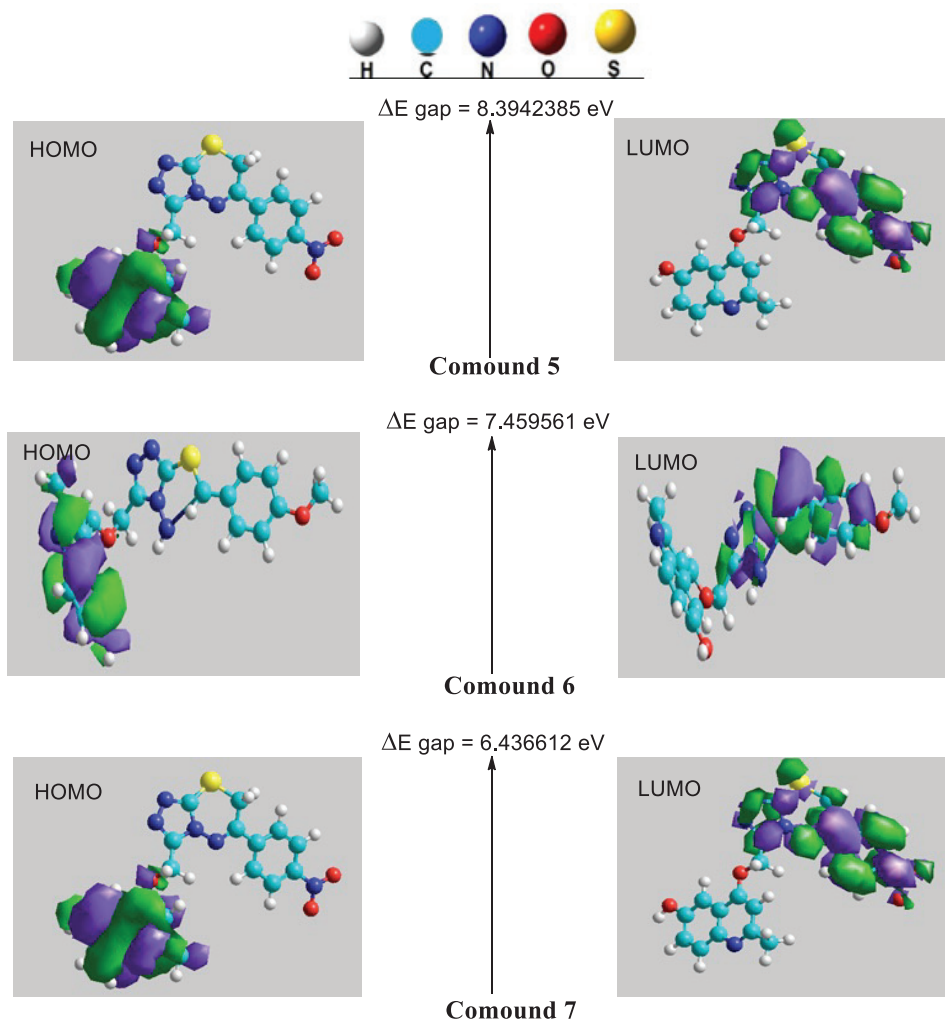 H C N O S
ΔE gap = 8.3942385 eV
HOMO
LUMO
Comound 5
ΔE gap = 7.459561 eV
HOMO
LUMO
Comound 6
ΔE gap = 6.436612 eV
HOMO
LUMO
Comound 7